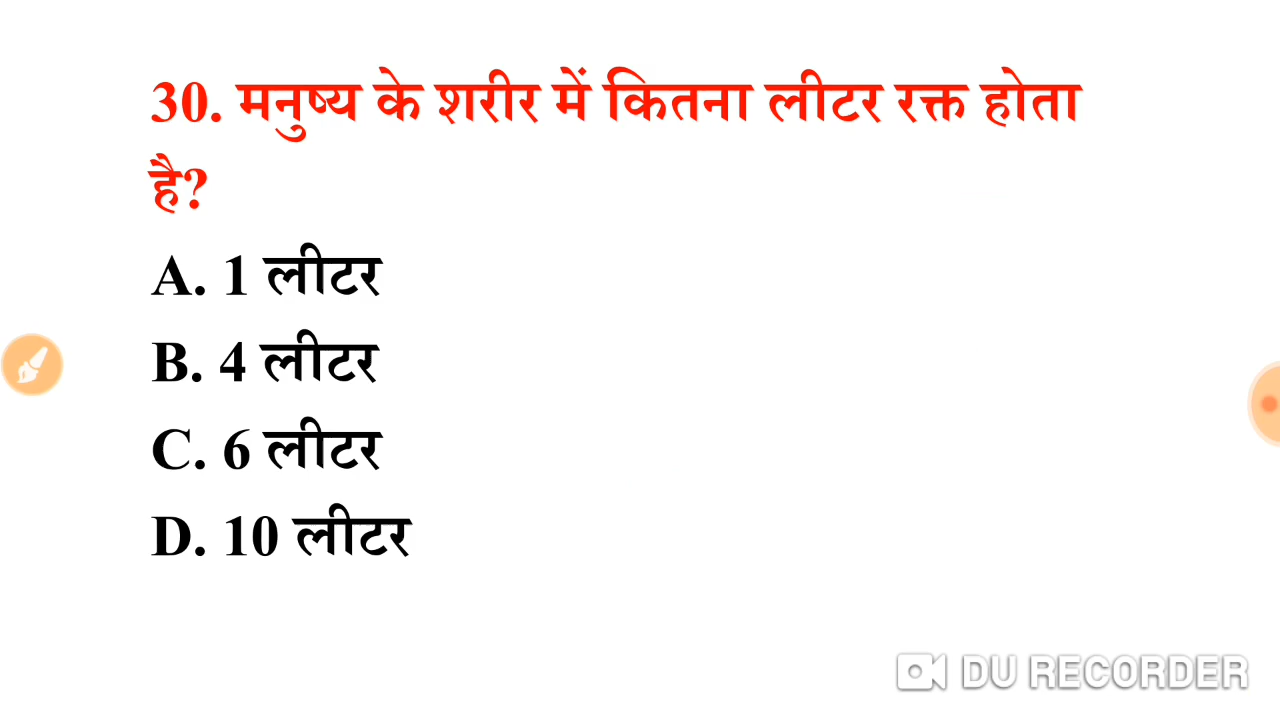 30. मनुष्य के शरीर में कितना लीटर रक्त होता
है?
A. 1 लीटर
B. 4 लीटर
C. 6 लीटर
D. 10 लीटर
DU RECORDER